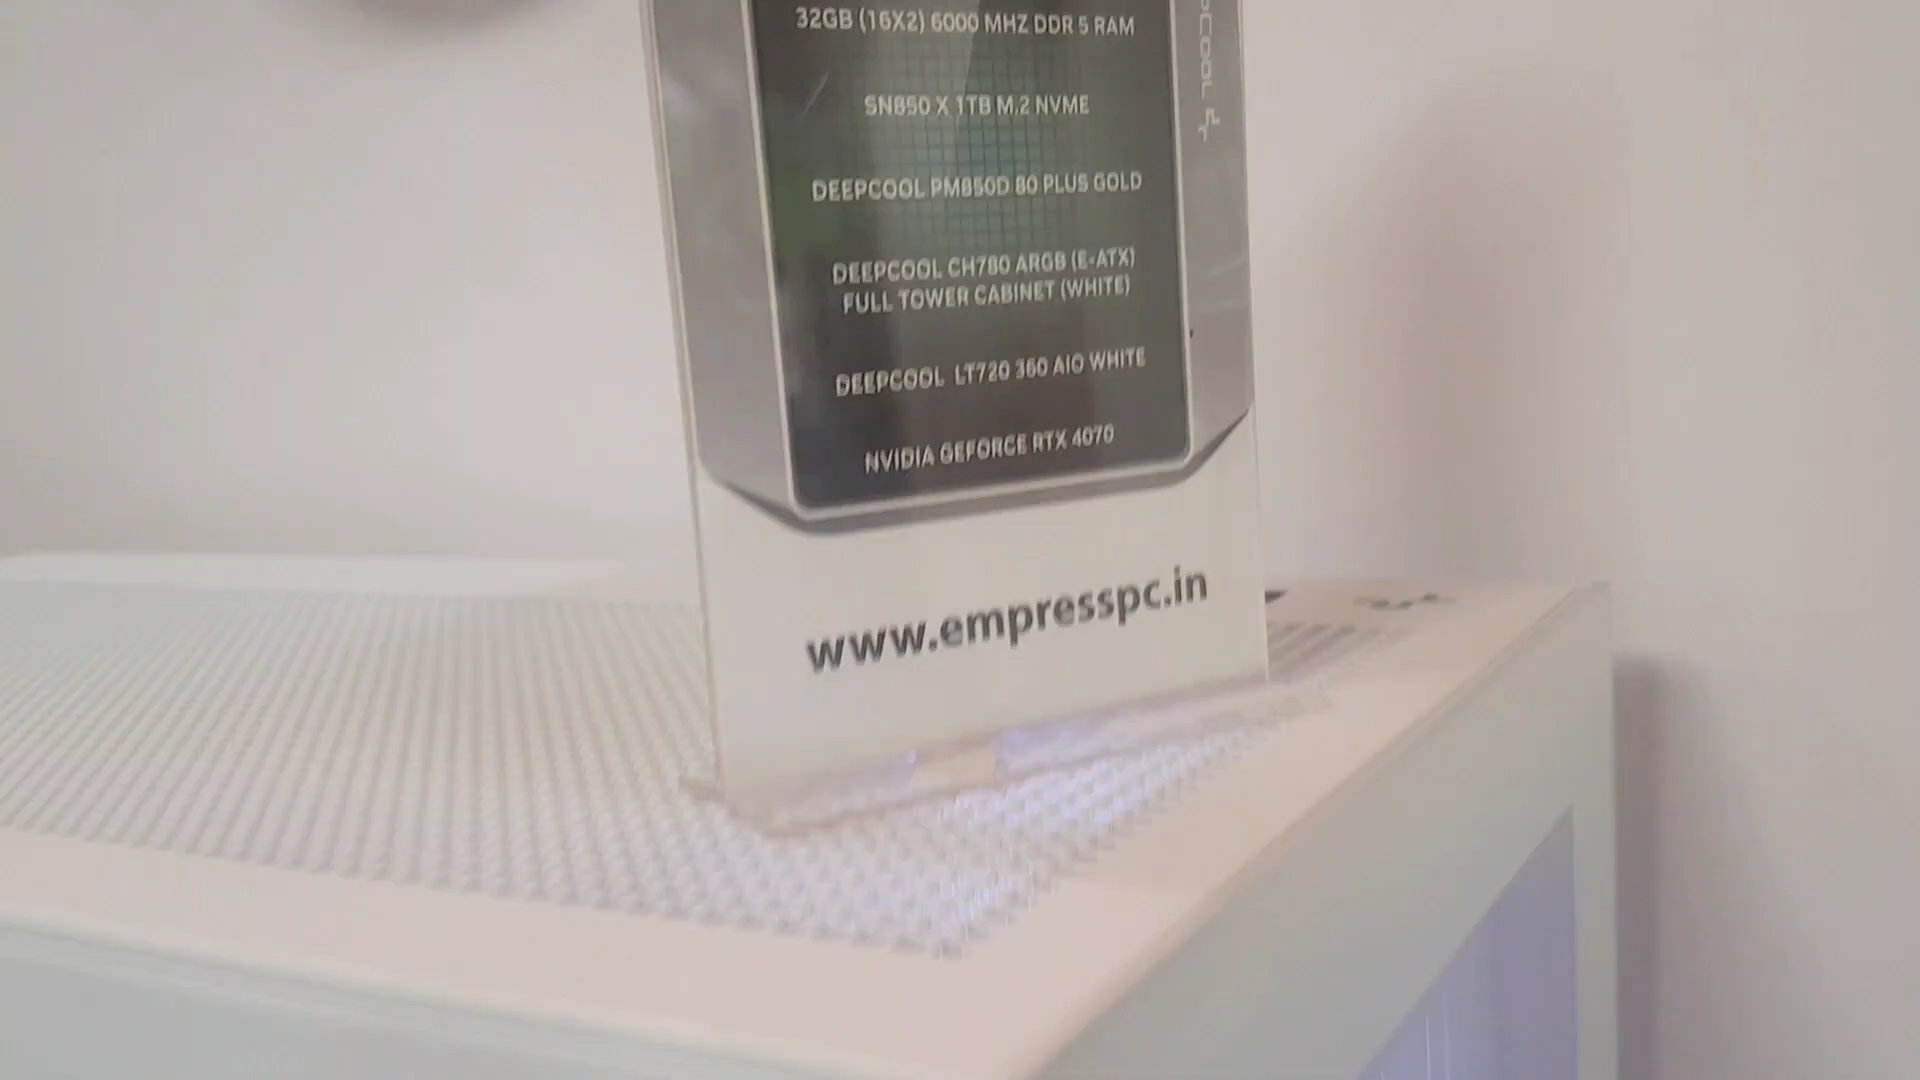 32GB (16X2) 6000 MHZ DDR 5 RAM
SN850 X 1TB M.2 NVME
DEEPCOOL PM850D 80 PLUS GOLD
DEEPCOOL CH780 ARGB (E-ATX)
FULL TOWER CABINET (WHITE)
DEEPCOOL LT720 360 AIO WHITE
NVIDIA GEFORCE RTX 4070
www.empresspc.in